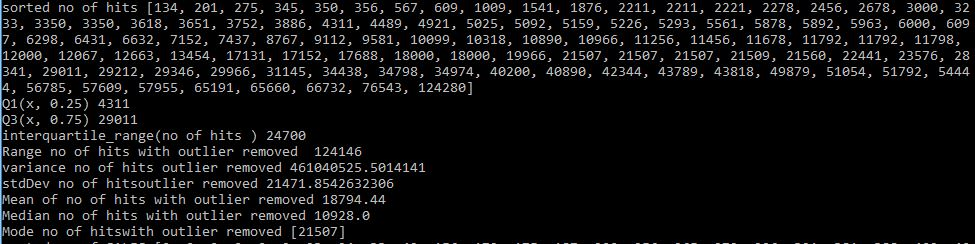 sorted no of hits [134, 201, 275, 345, 350, 356, 567, 609, 1009, 1541, 1876, 2211, 2211, 2221, 2278, 2456, 2678, 3000, 32
33, 3350, 3350, 3618, 3651, 3752, 3886, 4311, 4489, 4921, 5025, 5092, 5159, 5226, 5293, 5561, 5878, 5892, 5963, 6000, 609
7, 6298, 6431, 6632, 7152, 7437, 8767, 9112, 9581, 10099, 10318, 10890, 10966, 11256, 11456, 11678, 11792, 11792, 11798,
12000, 12067, 12663, 13454, 17131, 17152, 17688, 18000, 18000, 19966, 21507, 21507, 21507, 21509, 21560, 22441, 23576, 28
341, 29011, 29212, 29346, 29966, 31145, 34438, 34798, 34974, 40200, 40890, 42344, 43789, 43818, 49879, 51054, 51792, 5444
4, 56785, 57609, 57955, 65191, 65660, 66732, 76543, 124280]
Q1(x, 0.25) 4311
Q3(x, 0.75) 29011
interquartile_range(no of hits ) 24700
Range no of hits with outlier removed  124146
variance no of hits outlier removed 461040525.5014141
stdDev no of hitsoutlier removed 21471.8542632306
Mean of no of hits with outlier removed 18794.44
Median no of hits with outlier removed 10928.0
Mode no of hitswith outlier removed [21507]